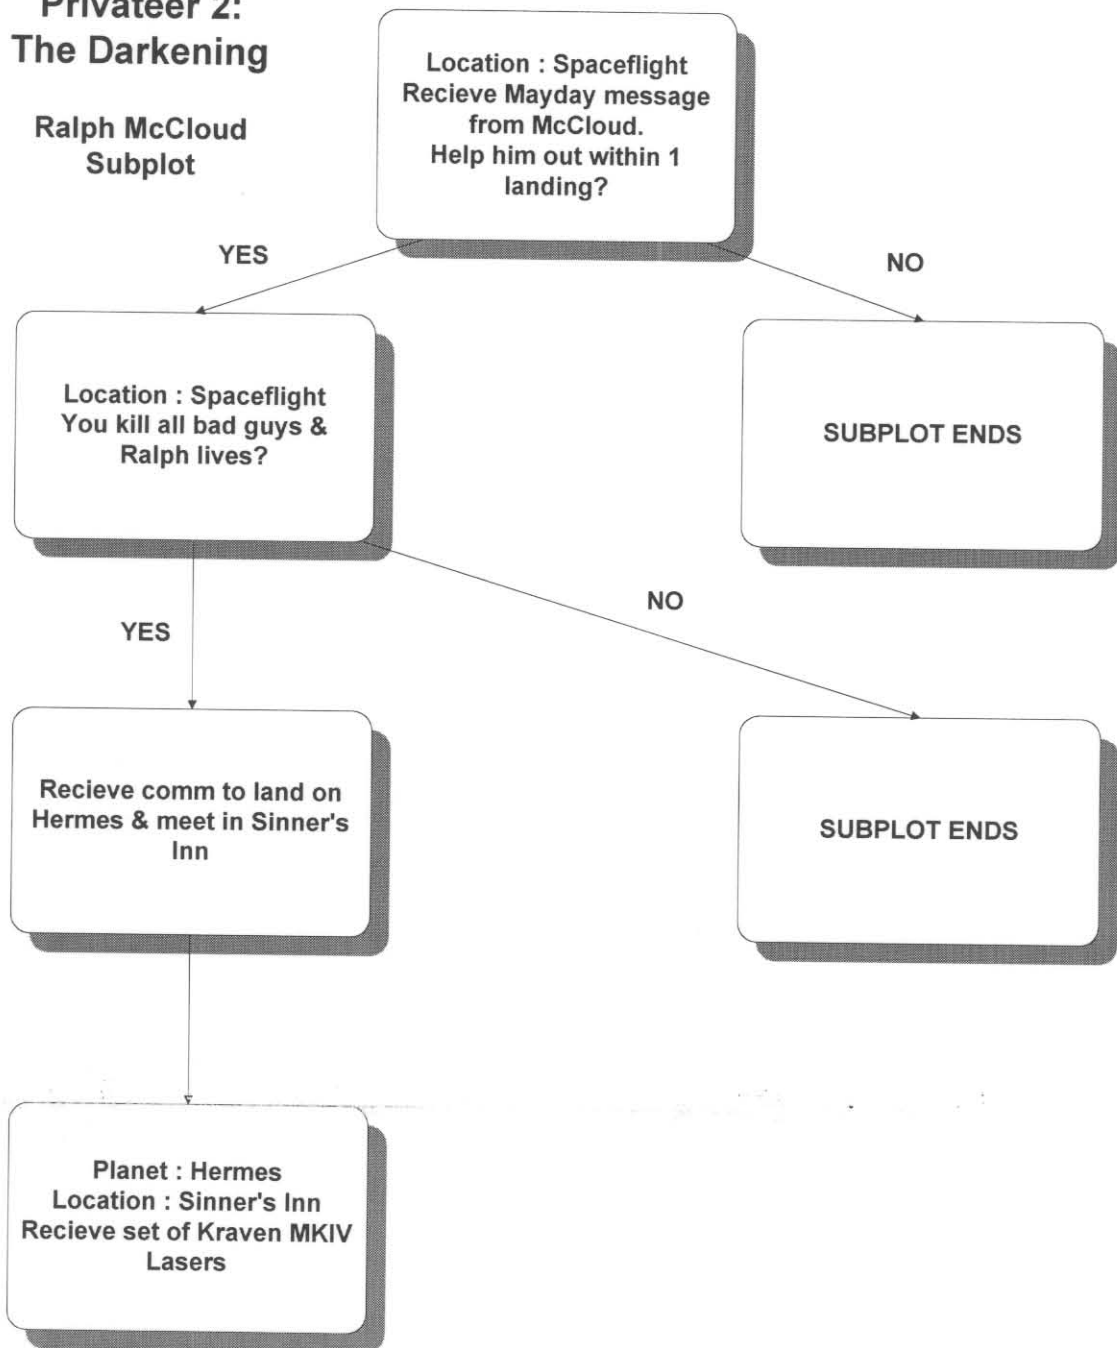 Privateer 2:
The Darkening
Ralph McCloud
Subplot
Location : Spaceflight
Recieve Mayday message
from McCloud.
Help him out within 1
landing?
YES
NO
Location : Spaceflight
You kill all bad guys &
Ralph lives?
SUBPLOT ENDS
YES
NO
Recieve comm to land on
Hermes & meet in Sinner's
Inn
SUBPLOT ENDS
Planet : Hermes
Location : Sinner's Inn
Recieve set of Kraven MKIV
Lasers